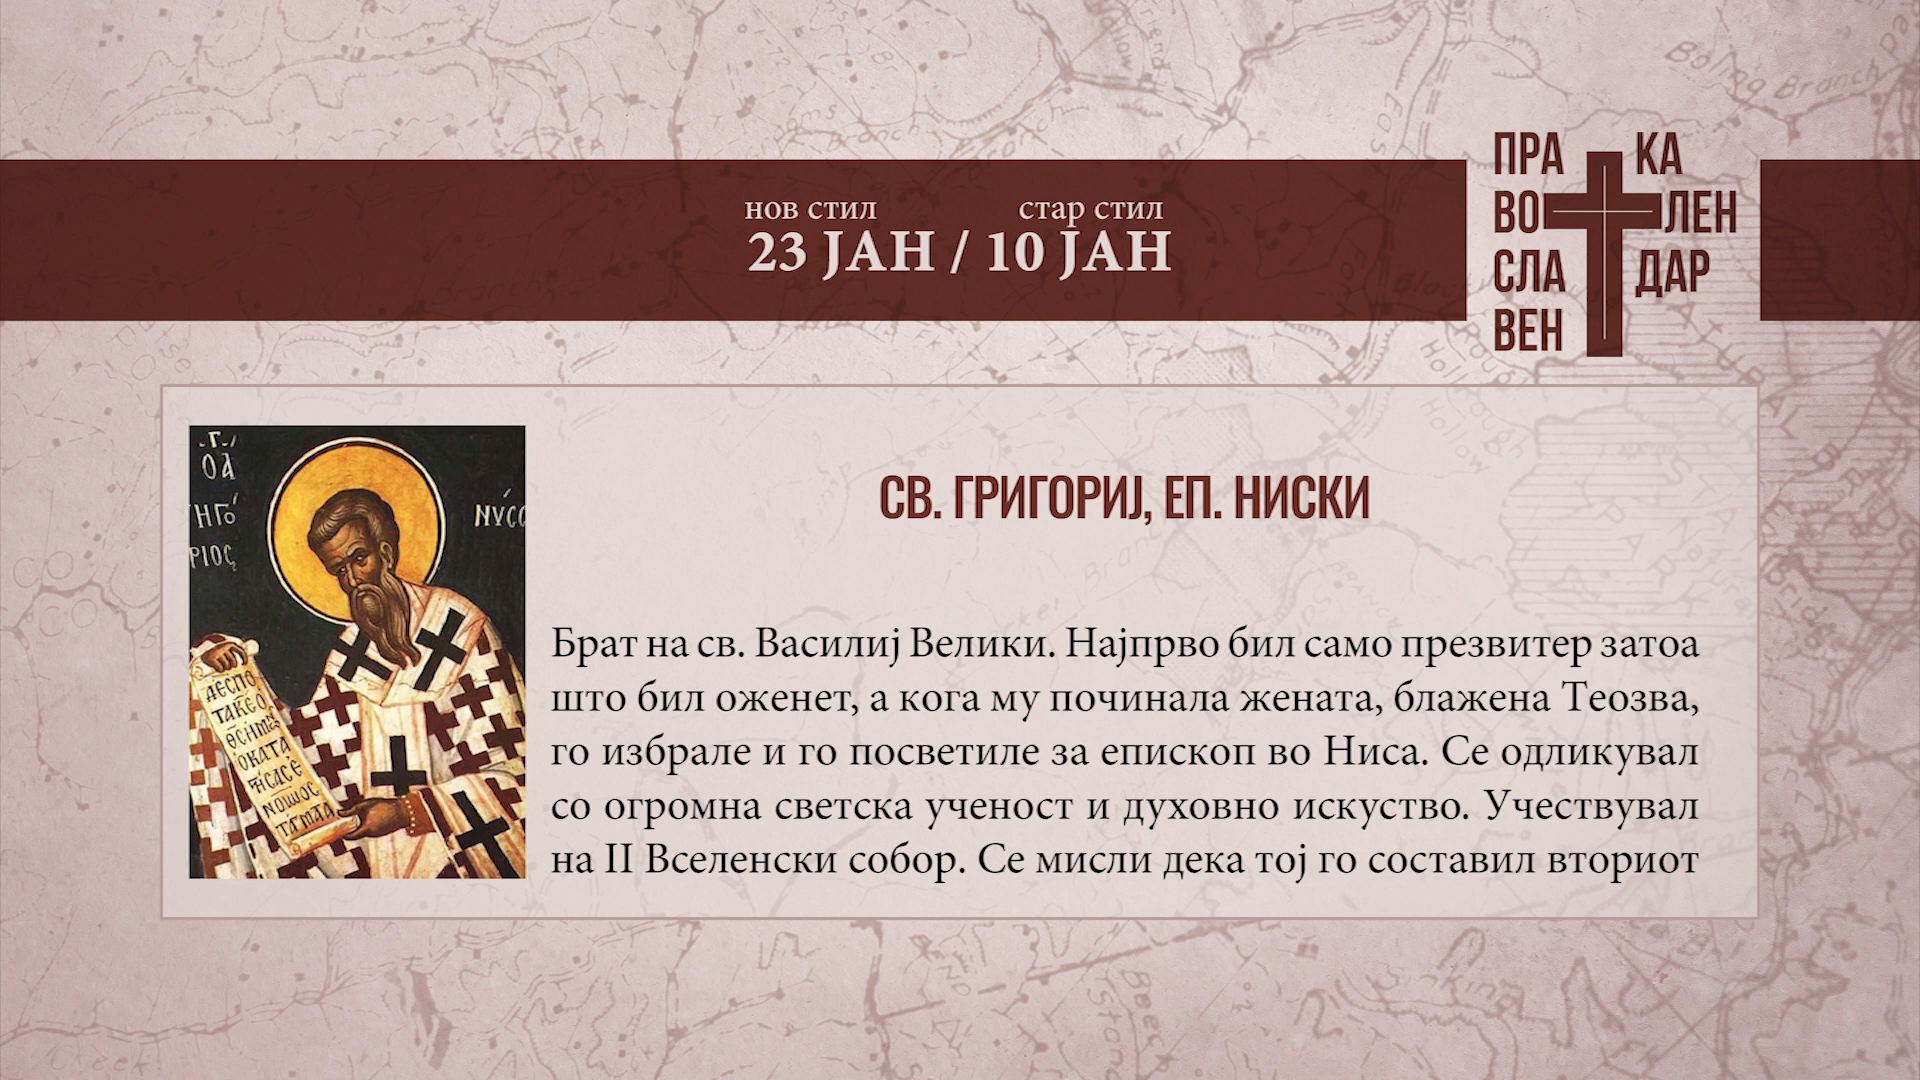 нов стил
стар стил
23 ЈАН / 10 ЈАН
ПРА
ВО
СЛА
ВЕН
КА
ЛЕН
ДАР
СВ. ГРИГОРИЈ, ЕП. НИСКИ
Брат на св. Василиј Велики. Најпрво бил само презвитер затоа
што бил оженет, а кога му починала жената, блажена Теозва,
го избрале и го посветиле за епископ во Ниса. Се одликувал
со огромна светска ученост и духовно искуство. Учествувал
на II Вселенски собор. Се мисли дека тој го составил вториот
Boling Branch